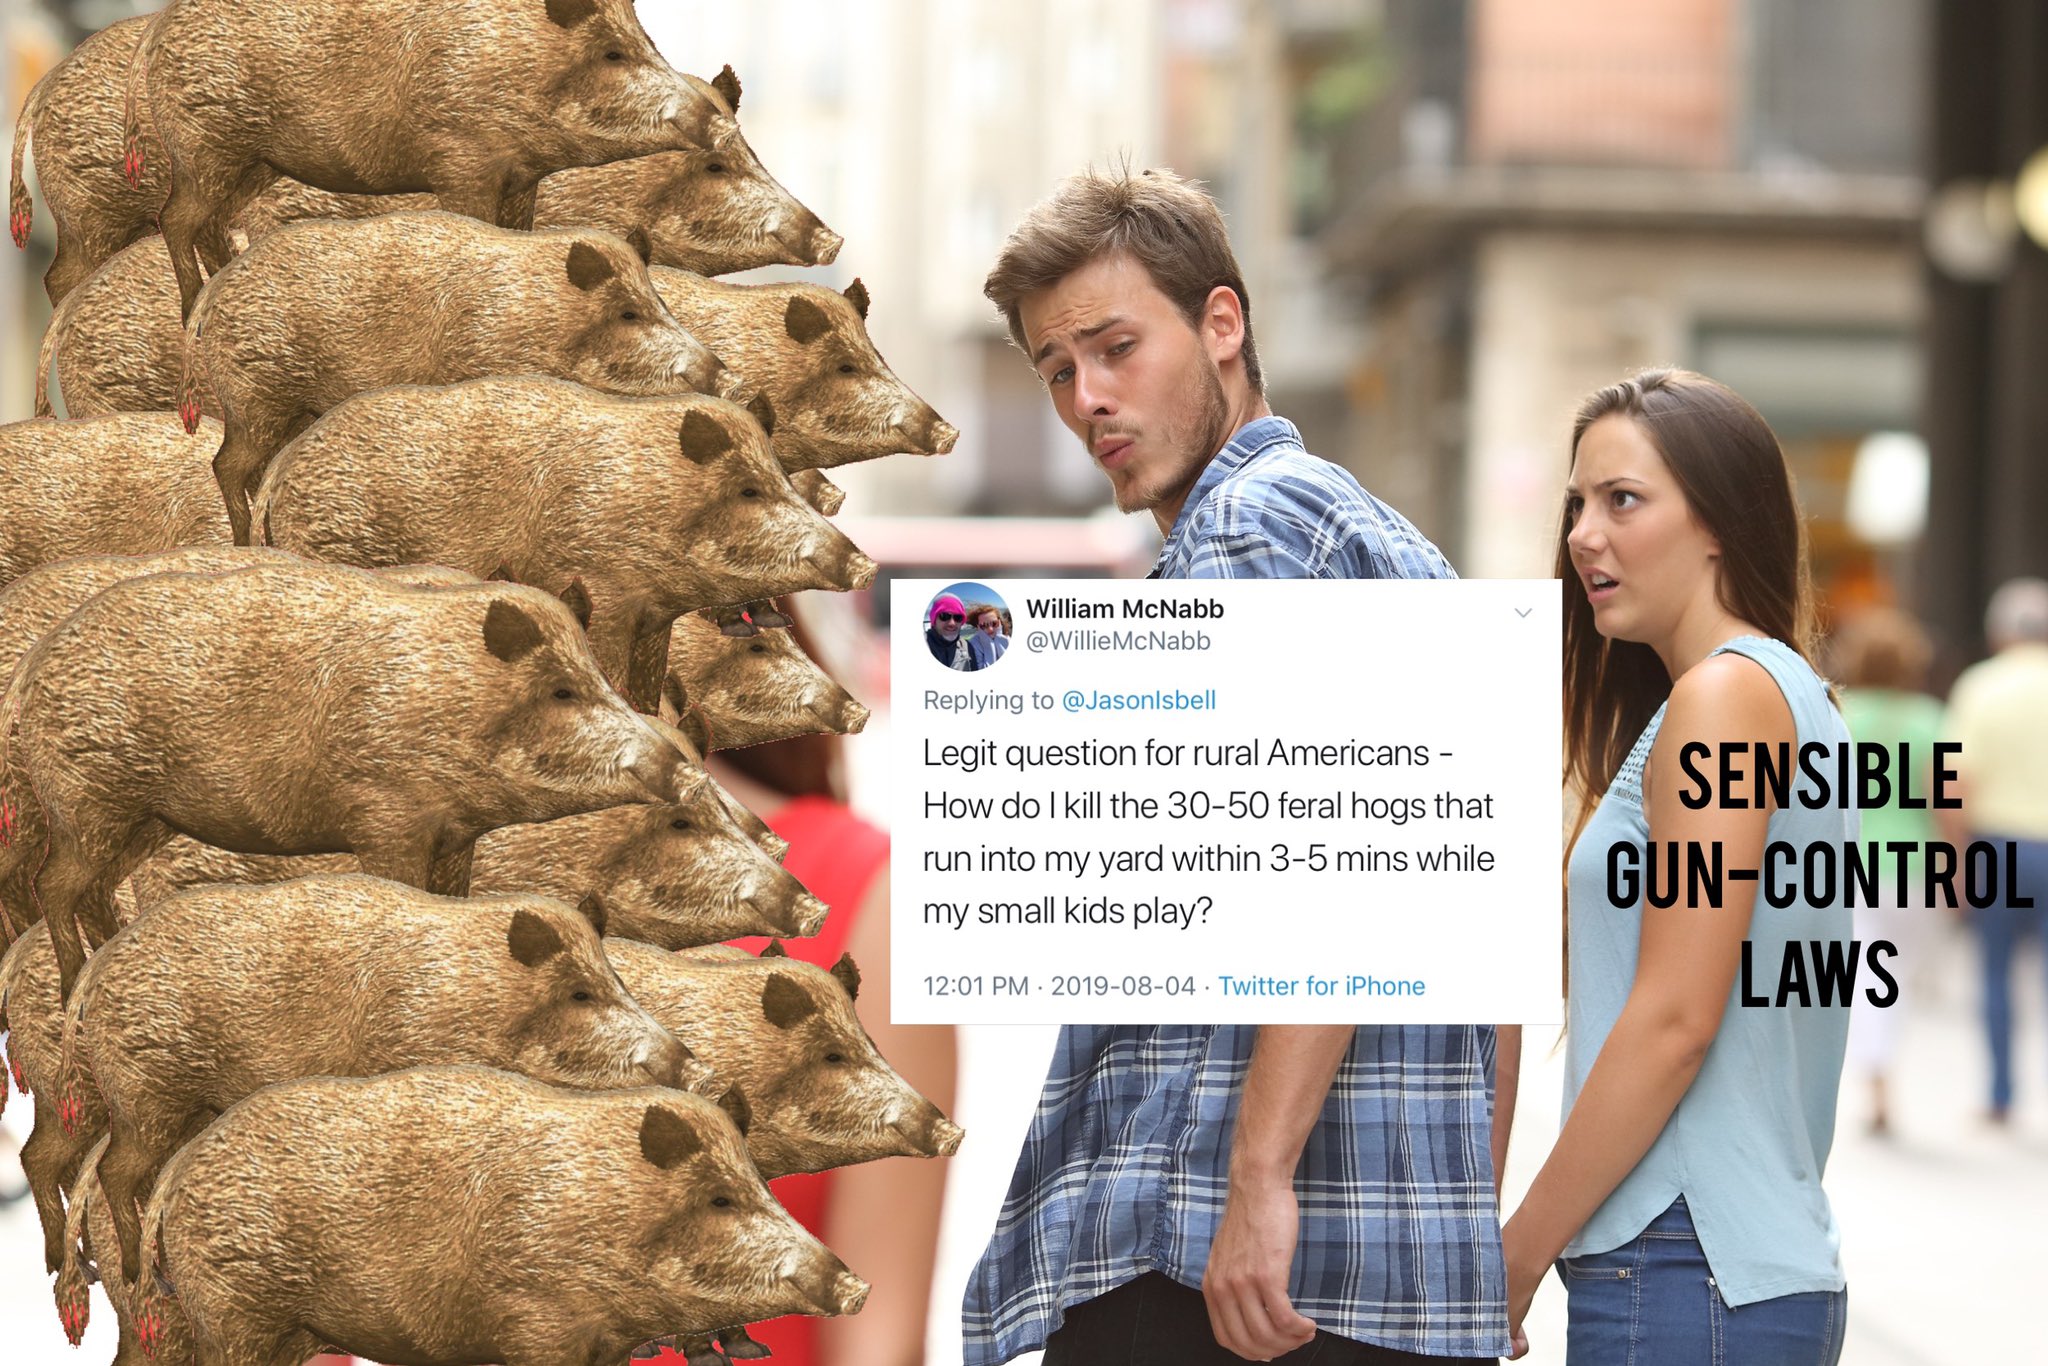 William McNabb
@WillieMcNabb
Replying to @JasonIsbell
Legit question for rural Americans -
How do I kill the 30-50 feral hogs that
run into my yard within 3-5 mins while
my small kids play?
12:01 PM · 2019-08-04 · Twitter for iPhone
SENSIBLE
GUN-CONTROL
LAWS